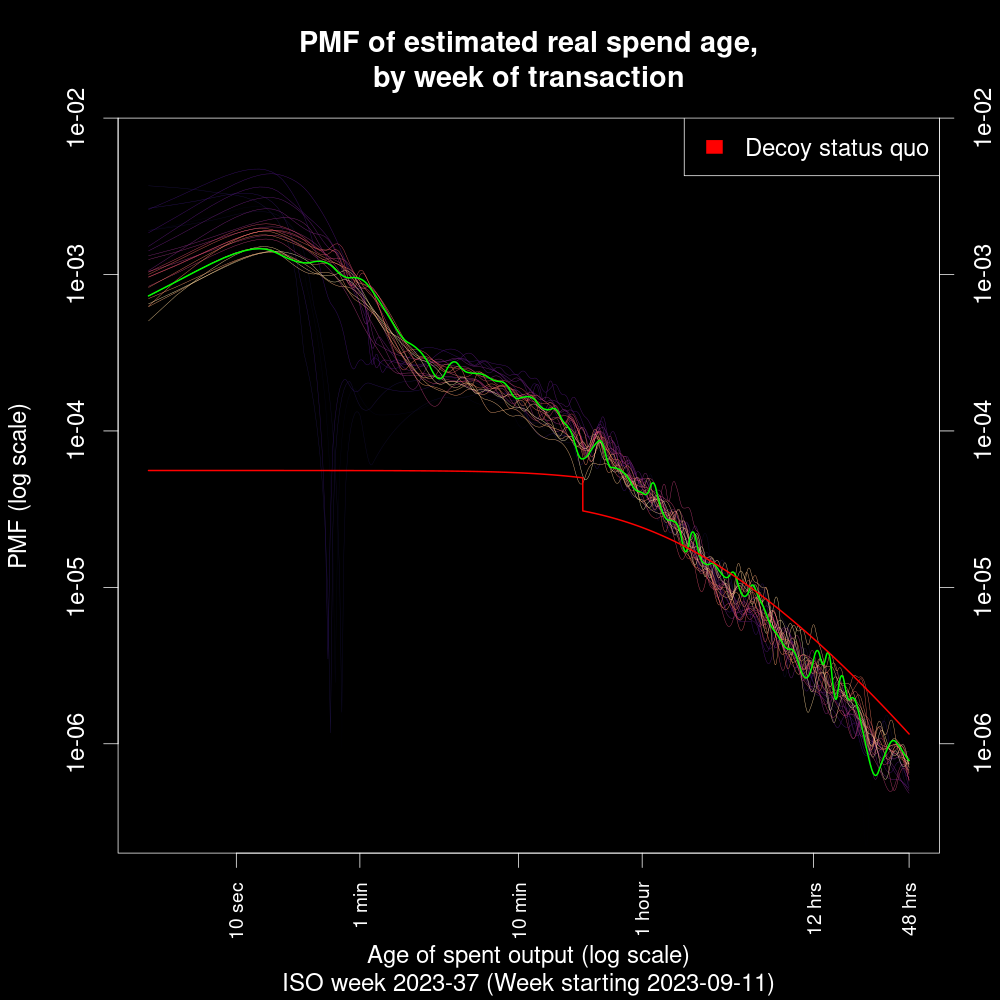 PMF of estimated real spend age,
by week of transaction
Decoy status quo
PMF (log scale)
1e-02
1e-03
1e-04
1e-05
1e-06
1e-02
1e-03
1e-04
1e-05
1e-06
10 sec
1 min
10 min
1 hour
12 hrs
48 hrs
Age of spent output (log scale)
ISO week 2023-37 (Week starting 2023-09-11)